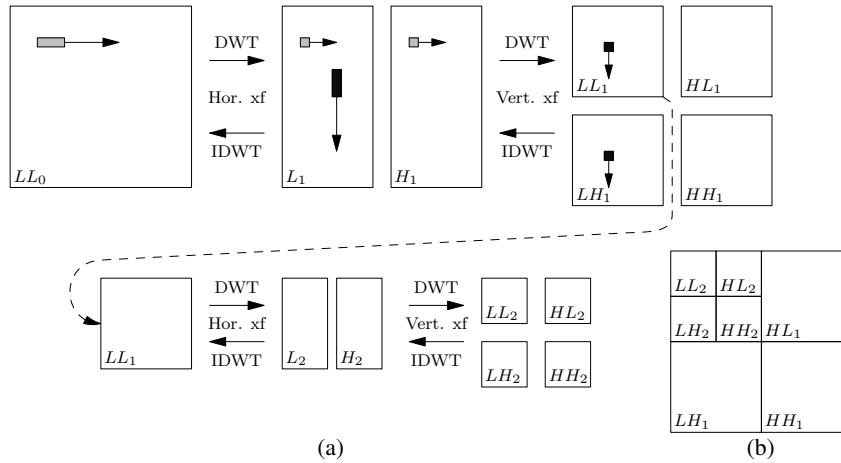 DWT
Hor. xf
IDWT
LL₀
L₁
H₁
DWT
Vert. xf
IDWT
LL₁
HL₁
LH₁
HH₁
DWT
Hor. xf
IDWT
LL₁
L₂
H₂
DWT
Vert. xf
IDWT
LL₂
HL₂
LH₂
HH₂
(a)
LL₂
HL₂
LH₂
HH₂
HL₁
LH₁
HH₁
(b)